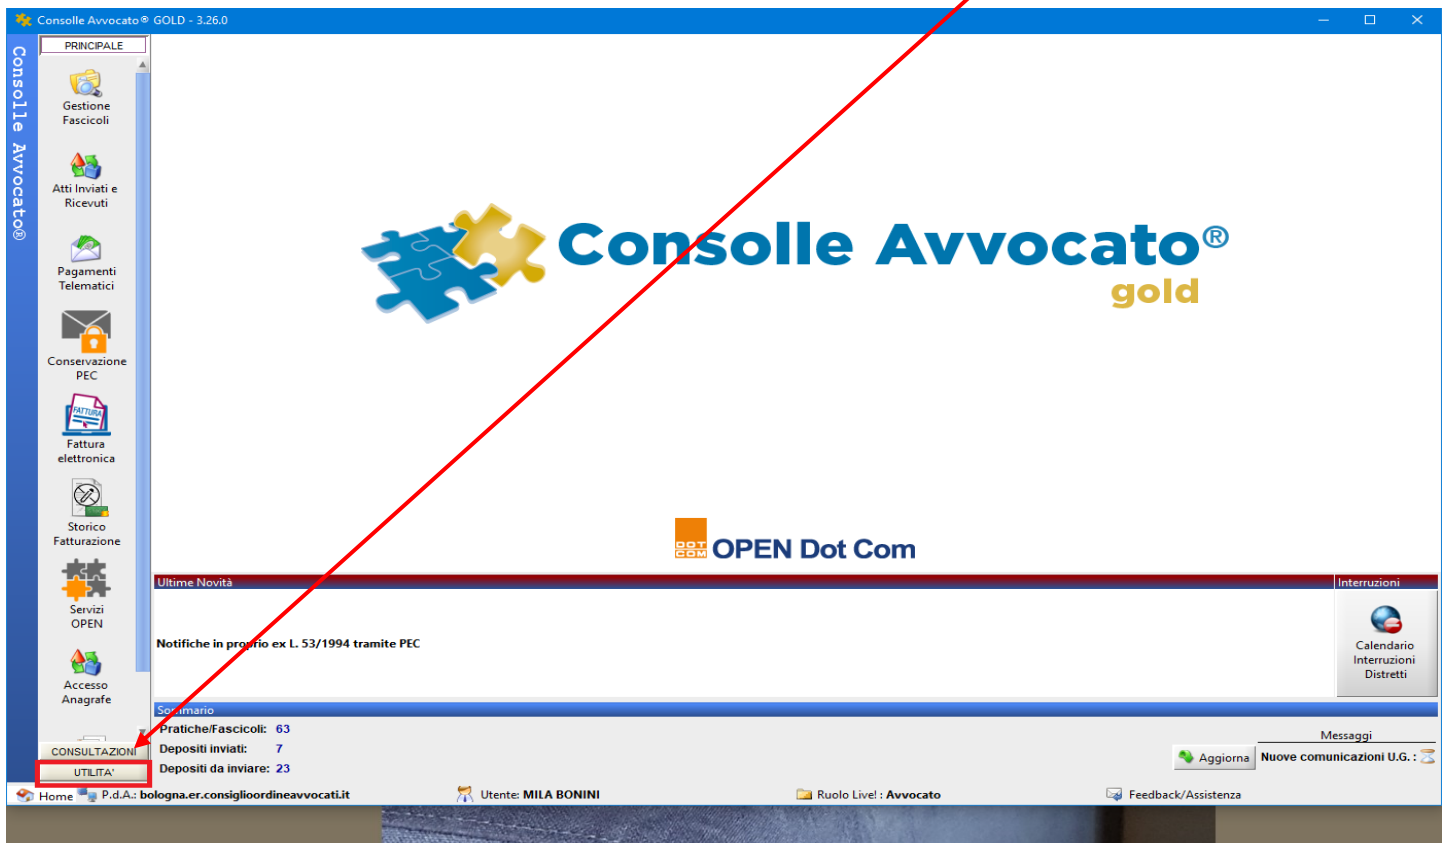 Consolle Avvocato® GOLD - 3.26.0
Consolle Avvocato®
PRINCIPALE
Gestione
Fascicoli
Atti Inviati e
Ricevuti
Pagamenti
Telematici
Conservazione
PEC
FATTURA
Fattura
elettronica
Storico
Fatturazione
Servizi
OPEN
Accesso
Anagrafe
CONSULTAZIONI
UTILITA'
Consolle Avvocato®
gold
DOT
COM
OPEN Dot Com
Ultime Novità
Interruzioni
Notifiche in proprio ex L. 53/1994 tramite PEC
Calendario
Interruzioni
Distretti
Sommario
Pratiche/Fascicoli: 63
Depositi inviati: 7
Depositi da inviare: 23
Messaggi
Aggiorna
Nuove comunicazioni U.G. :
Home
P.d.A.: bologna.er.consiglioordineavvocati.it
Utente: MILA BONINI
Ruolo Live! : Avvocato
Feedback/Assistenza